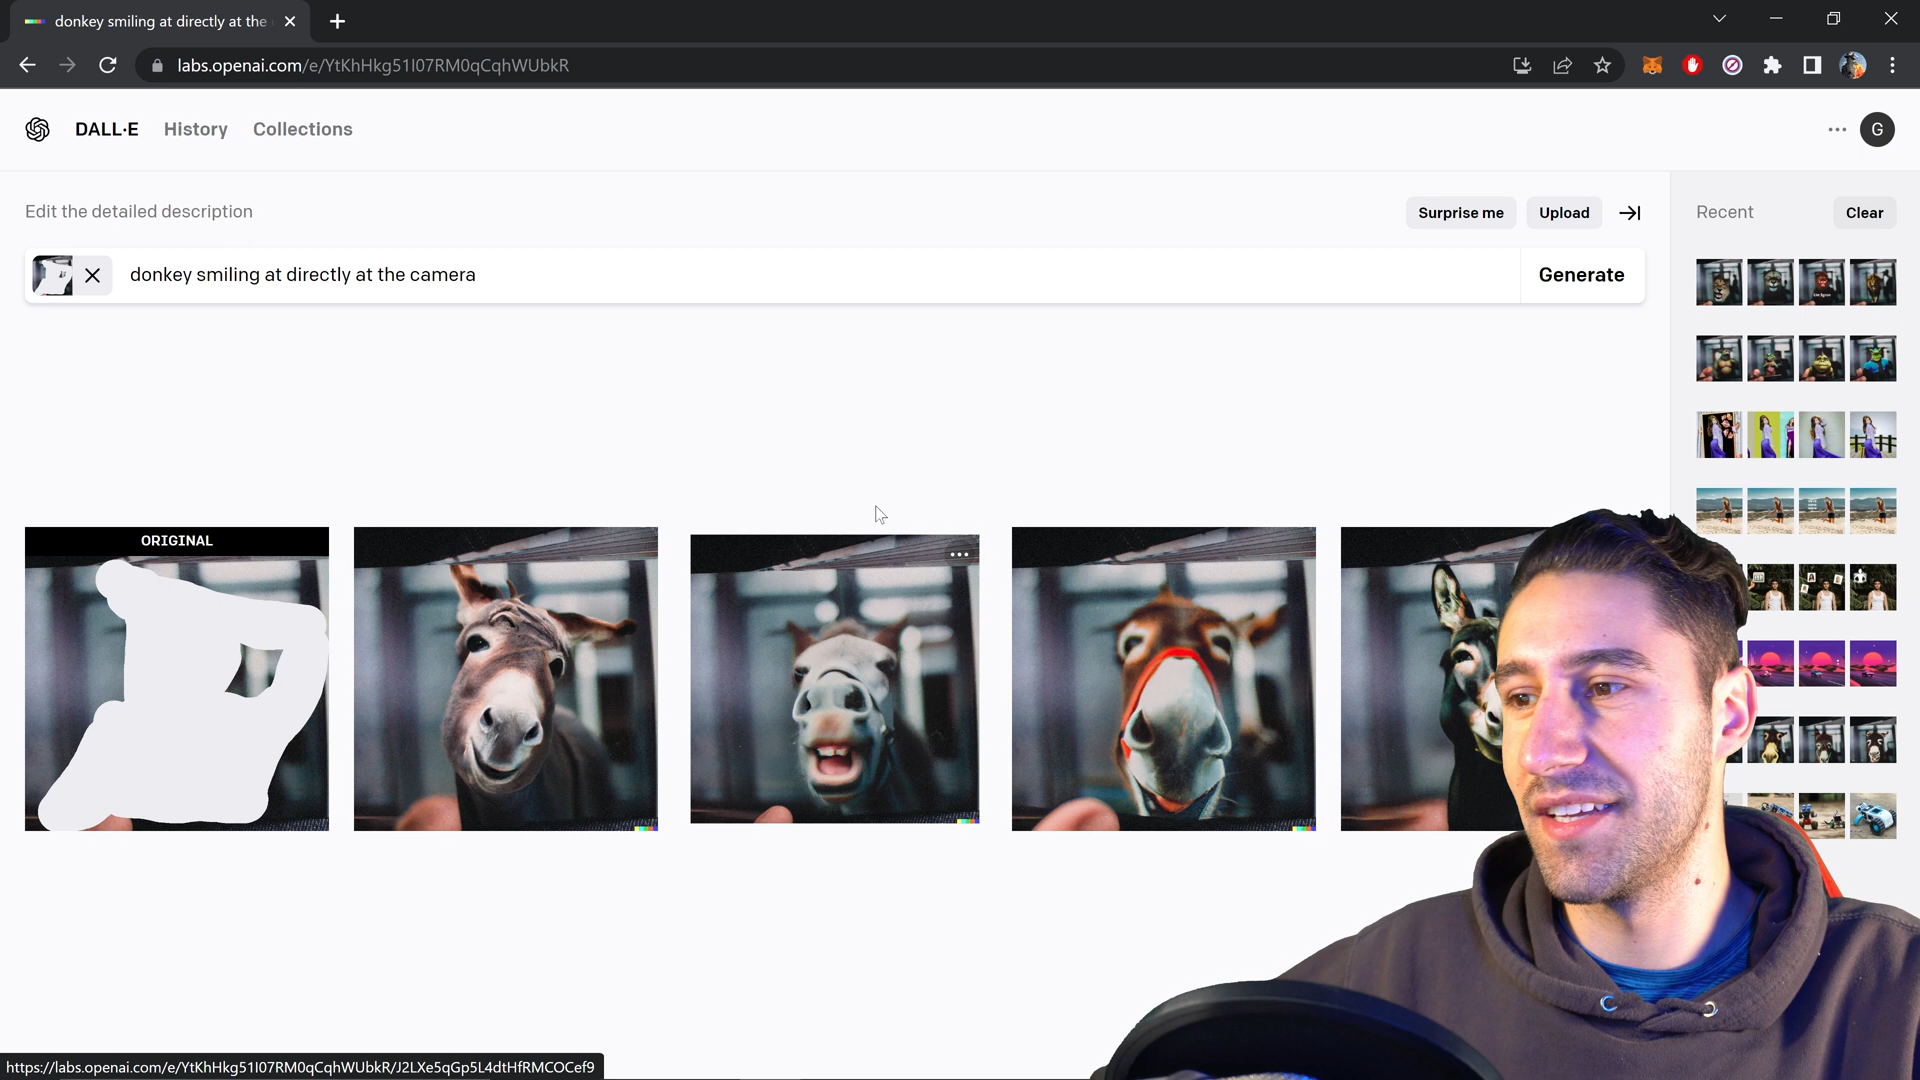 donkey smiling at directly at the
labs.openai.com/e/YtKhHkg51I07RM0qCqhWUbkR
DALL·E
History
Collections
G
Edit the detailed description
Surprise me
Upload
Recent
Clear
donkey smiling at directly at the camera
Generate
ORIGINAL
https://labs.openai.com/e/YtKhHkg51I07RM0qCqhWUbkR/J2LXe5qGp5L4dtHfRMCOCef9